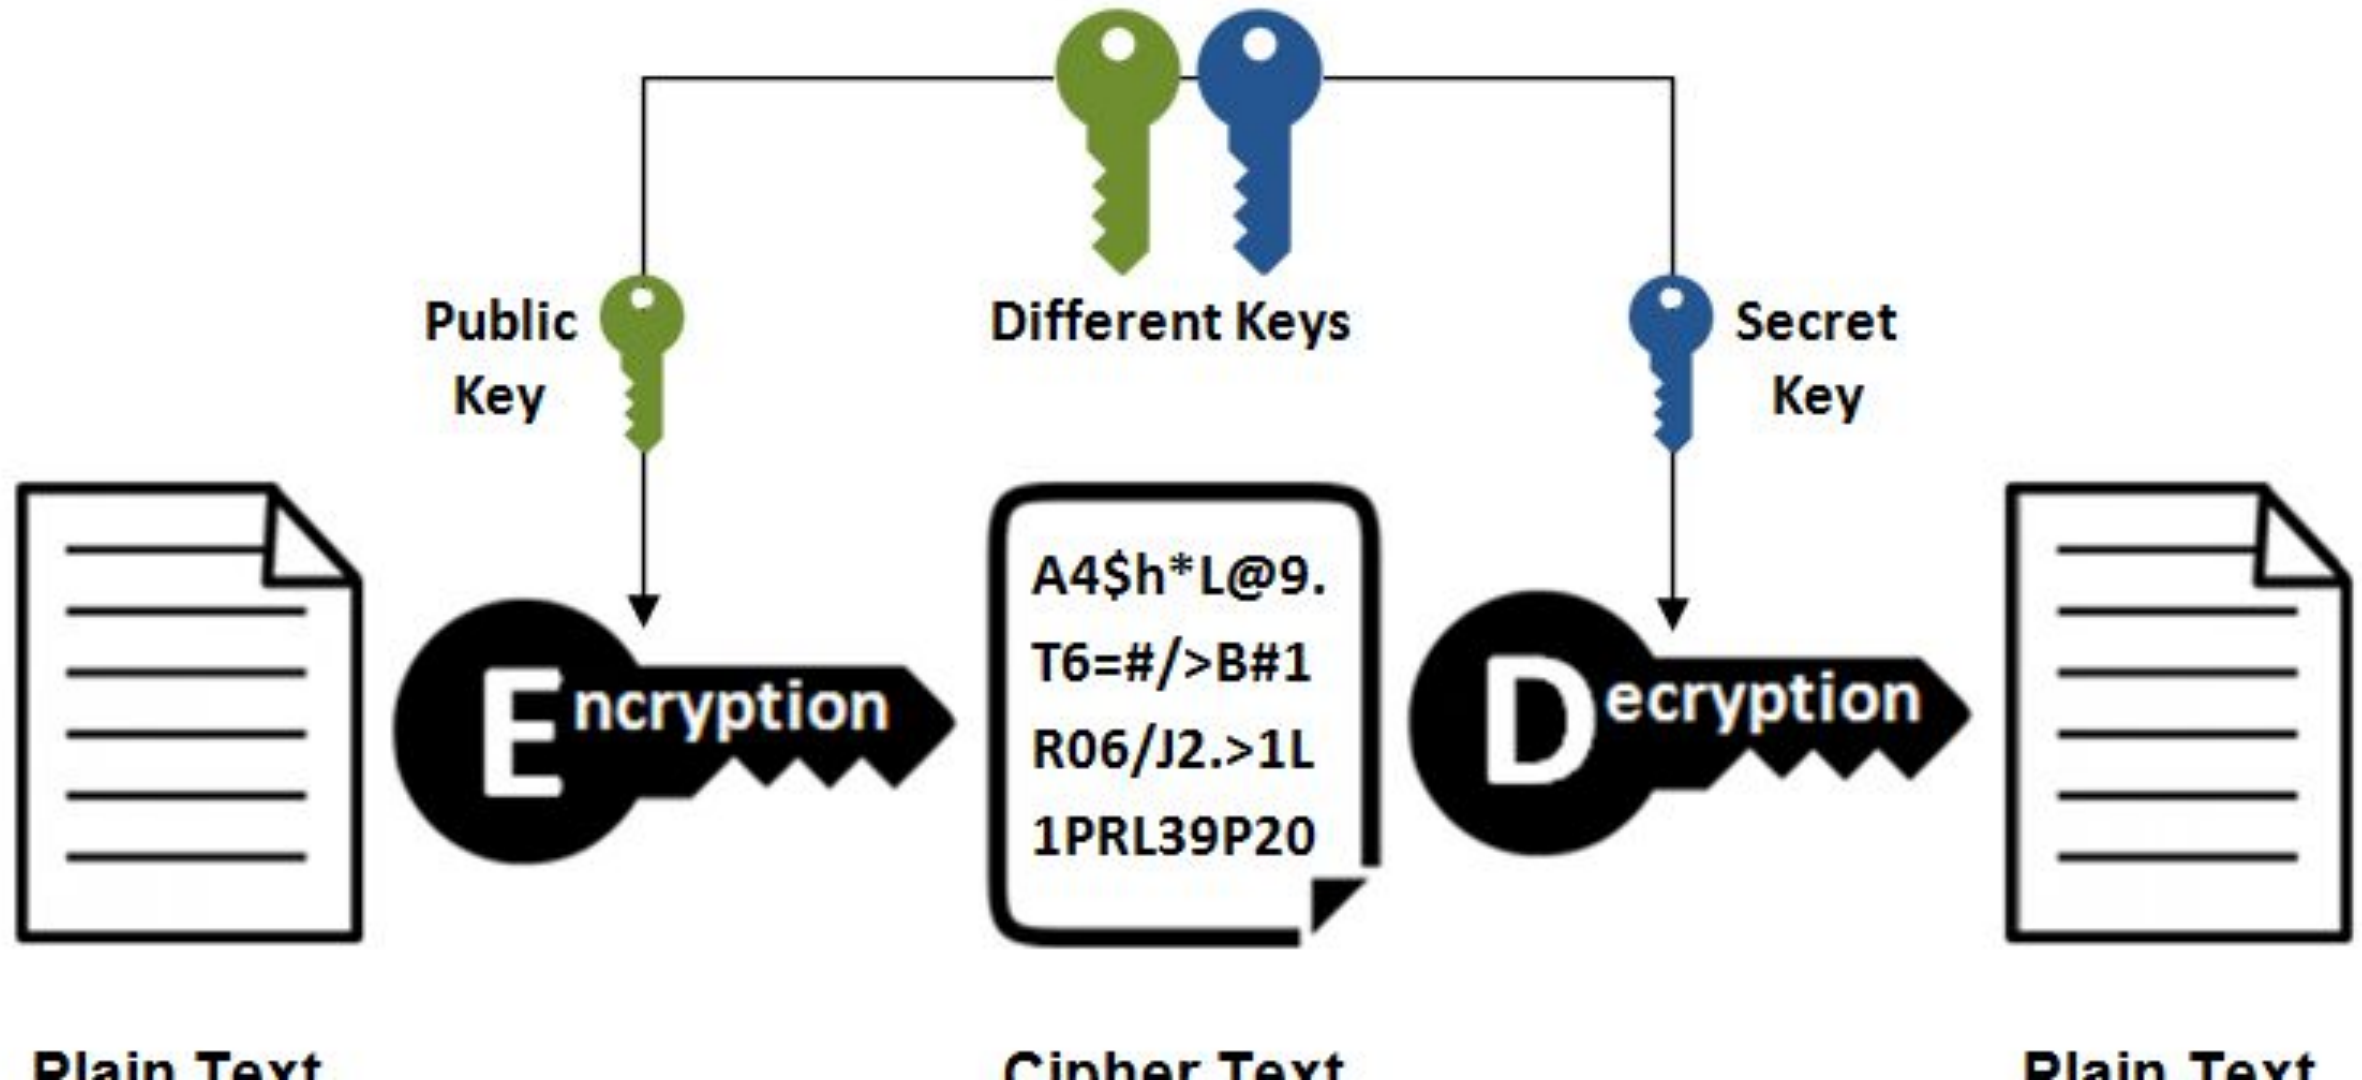 Public
Key
Different Keys
Secret
Key
Encryption
A4$h*L@9.
T6=#/>B#1
R06/J2.>1L
1PRL39P20
Decryption
Plain Text
Cipher Text
Plain Text